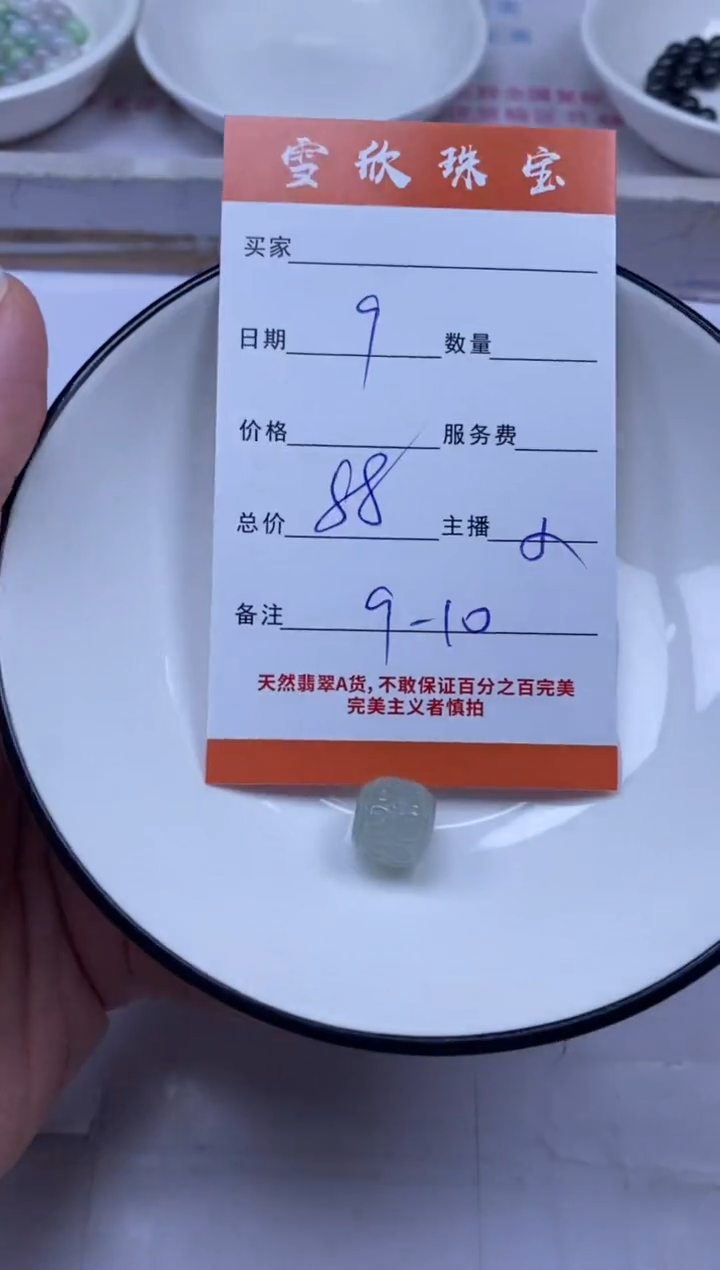 雪欣珠宝
买家
日期 9 数量
价格 服务费
总价 88 主播
备注 9-10
天然翡翠A货,不敢保证百分之百完美
完美主义者慎拍